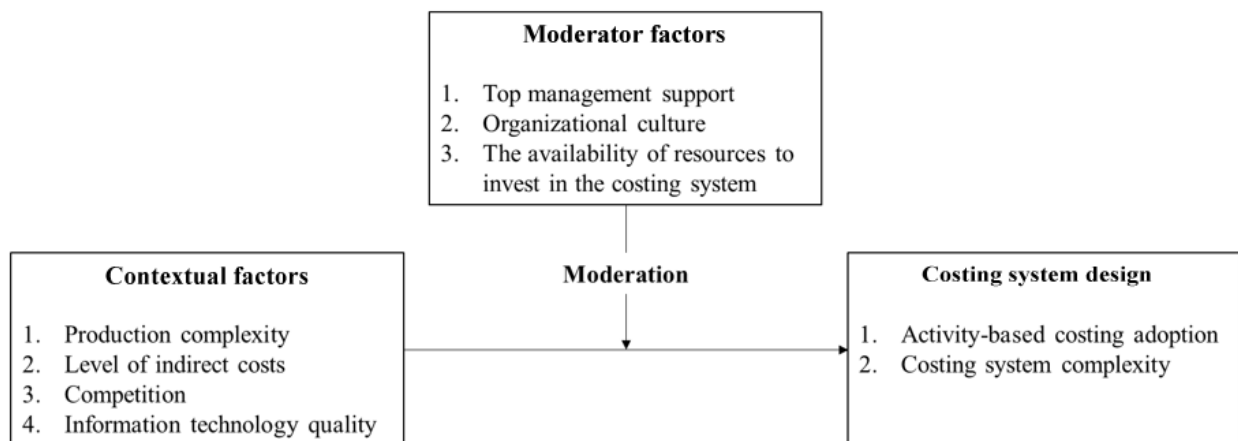 Moderator factors
1. Top management support
2. Organizational culture
3. The availability of resources to
invest in the costing system
Contextual factors
1. Production complexity
2. Level of indirect costs
3. Competition
4. Information technology quality
Moderation
Costing system design
1. Activity-based costing adoption
2. Costing system complexity